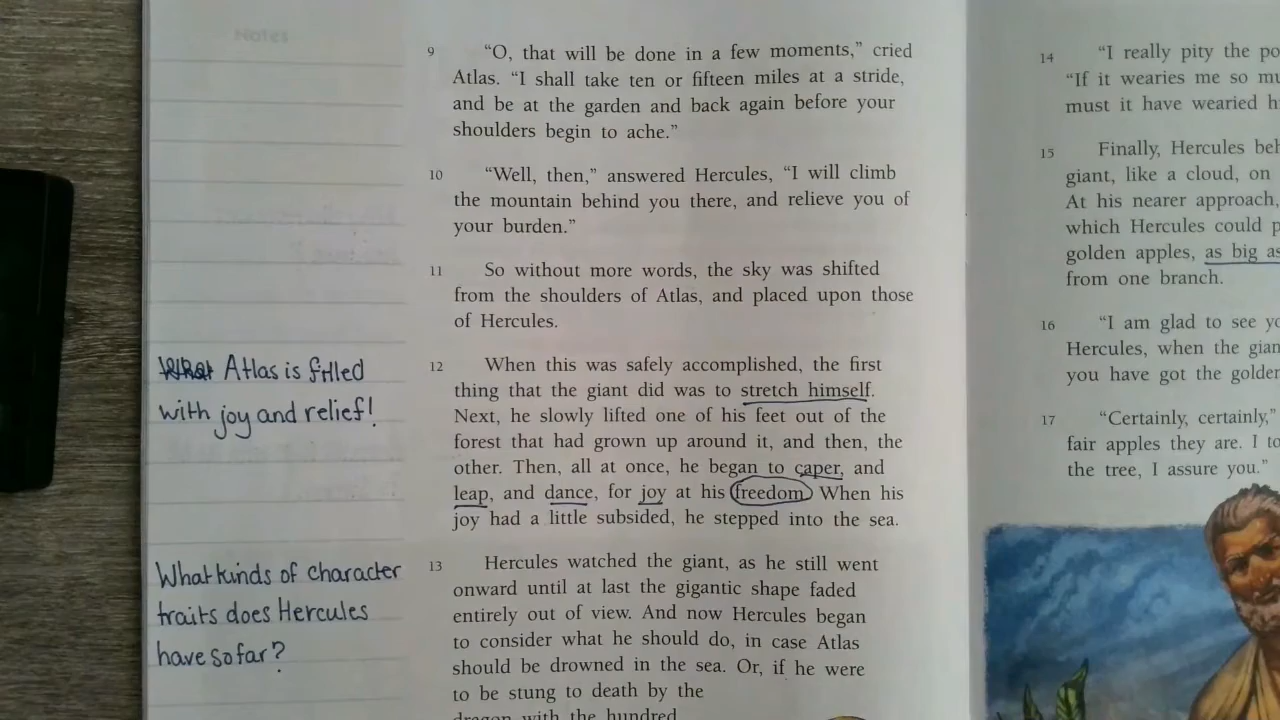 Notes
9 “O, that will be done in a few moments,” cried
Atlas. “I shall take ten or fifteen miles at a stride,
and be at the garden and back again before your
shoulders begin to ache.”
10 “Well, then,” answered Hercules, “I will climb
the mountain behind you there, and relieve you of
your burden.”
11 So without more words, the sky was shifted
from the shoulders of Atlas, and placed upon those
of Hercules.
12 When this was safely accomplished, the first
thing that the giant did was to stretch himself.
Next, he slowly lifted one of his feet out of the
forest that had grown up around it, and then, the
other. Then, all at once, he began to caper, and
leap, and dance, for joy at his freedom. When his
joy had a little subsided, he stepped into the sea.
13 Hercules watched the giant, as he still went
onward until at last the gigantic shape faded
entirely out of view. And now Hercules began
to consider what he should do, in case Atlas
should be drowned in the sea. Or, if he were
to be stung to death by the
dragon with the hundred
Atlas is filled
with joy and relief!
What kinds of character
traits does Hercules
have so far?
14 “I really pity the
“If it wearies me so
must it have wearied
15 Finally, Hercules
giant, like a cloud, on
At his nearer approach,
which Hercules could
golden apples, as big as
from one branch.
16 “I am glad to see
Hercules, when the
you have got the
17 “Certainly, certainly,”
fair apples they are. I
the tree, I assure you.”